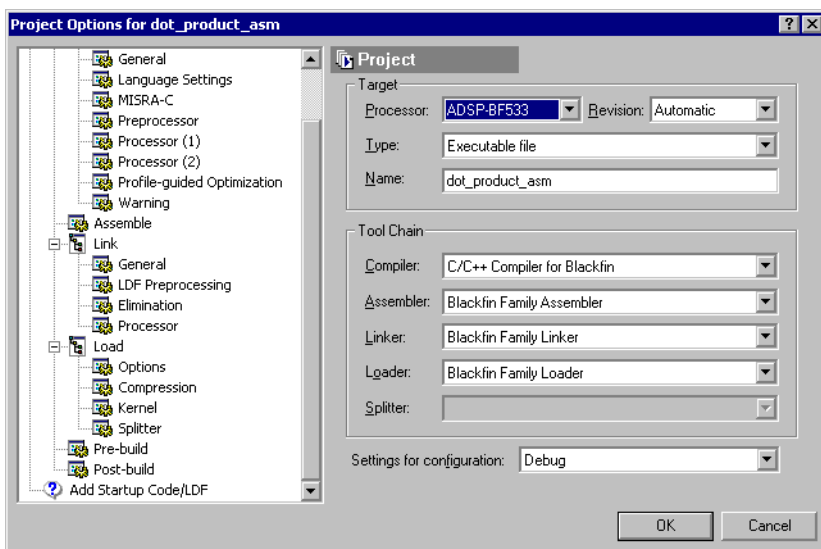 Project Options for dot_product_asm
General
Language Settings
MISRA-C
Preprocessor
Processor (1)
Processor (2)
Profile-guided Optimization
Warning
Assemble
Link
General
LDF Preprocessing
Elimination
Processor
Load
Options
Compression
Kernel
Splitter
Pre-build
Post-build
Add Startup Code/LDF
Project
Target
Processor: ADSP-BF533 Revision: Automatic
Type: Executable file
Name: dot_product_asm
Tool Chain
Compiler: C/C++ Compiler for Blackfin
Assembler: Blackfin Family Assembler
Linker: Blackfin Family Linker
Loader: Blackfin Family Loader
Splitter:
Settings for configuration: Debug
OK Cancel